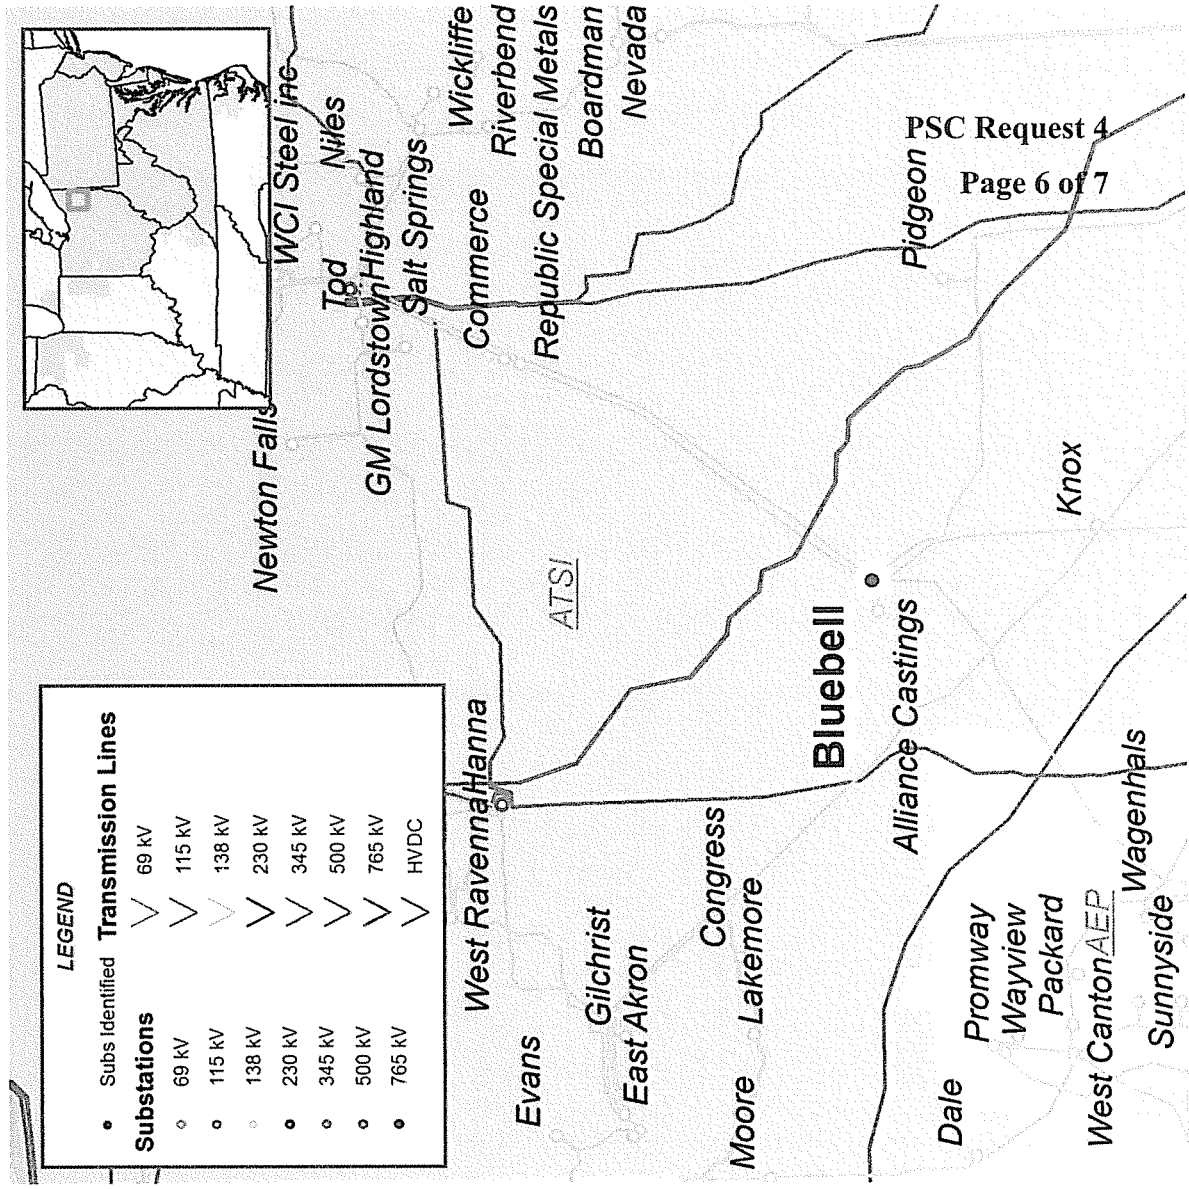 PSC Request 4
Page 6 of 7
LEGEND
Subs Identified
Substations
69 kV
115 kV
138 kV
230 kV
345 kV
500 kV
765 kV
Transmission Lines
69 kV
115 kV
138 kV
230 kV
345 kV
500 kV
765 kV
HVDC
Newton Falls
WCI Steel inc
Tod
Niles
GM Lordstown
Highland
Salt Springs
Wickliffe
Commerce
Riverbend
Republic Special Metals
Boardman
Nevada
West Ravenna
Hanna
Evans
ATSI
Gilchrist
East Akron
Congress
Lakemore
Moore
Bluebell
Alliance Castings
Pidgeon
Dale
Promway
Wayview
Packard
Knox
West Canton
AEP
Wagenhals
Sunnyside